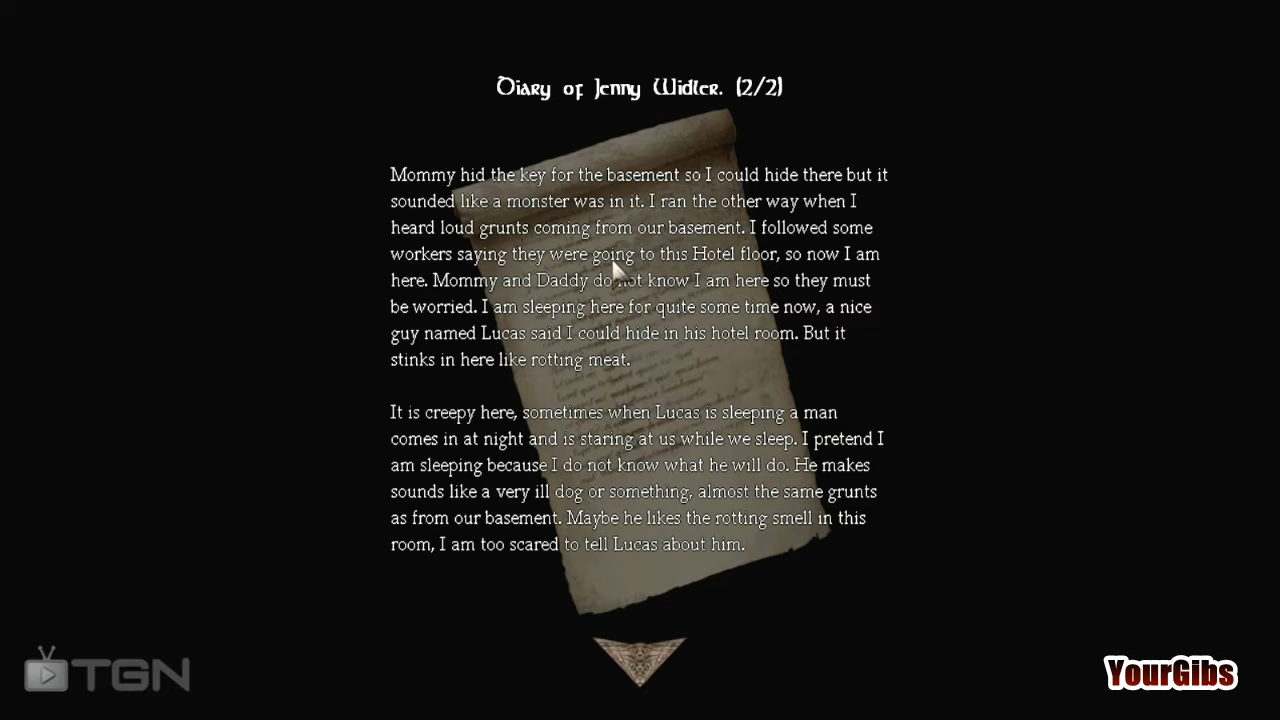 Diary of Jenny Widler. (2/2)
Mommy hid the key for the basement so I could hide there but it
sounded like a monster was in it. I ran the other way when I
heard loud grunts coming from our basement. I followed some
workers saying they were going to this Hotel floor, so now I am
here. Mommy and Daddy do not know I am here so they must
be worried. I am sleeping here for quite some time now, a nice
guy named Lucas said I could hide in his hotel room. But it
stinks in here like rotting meat.
It is creepy here, sometimes when Lucas is sleeping a man
comes in at night and is staring at us while we sleep. I pretend I
am sleeping because I do not know what he will do. He makes
sounds like a very ill dog or something, almost the same grunts
as from our basement. Maybe he likes the rotting smell in this
room, I am too scared to tell Lucas about him.
TGN
YourGibs